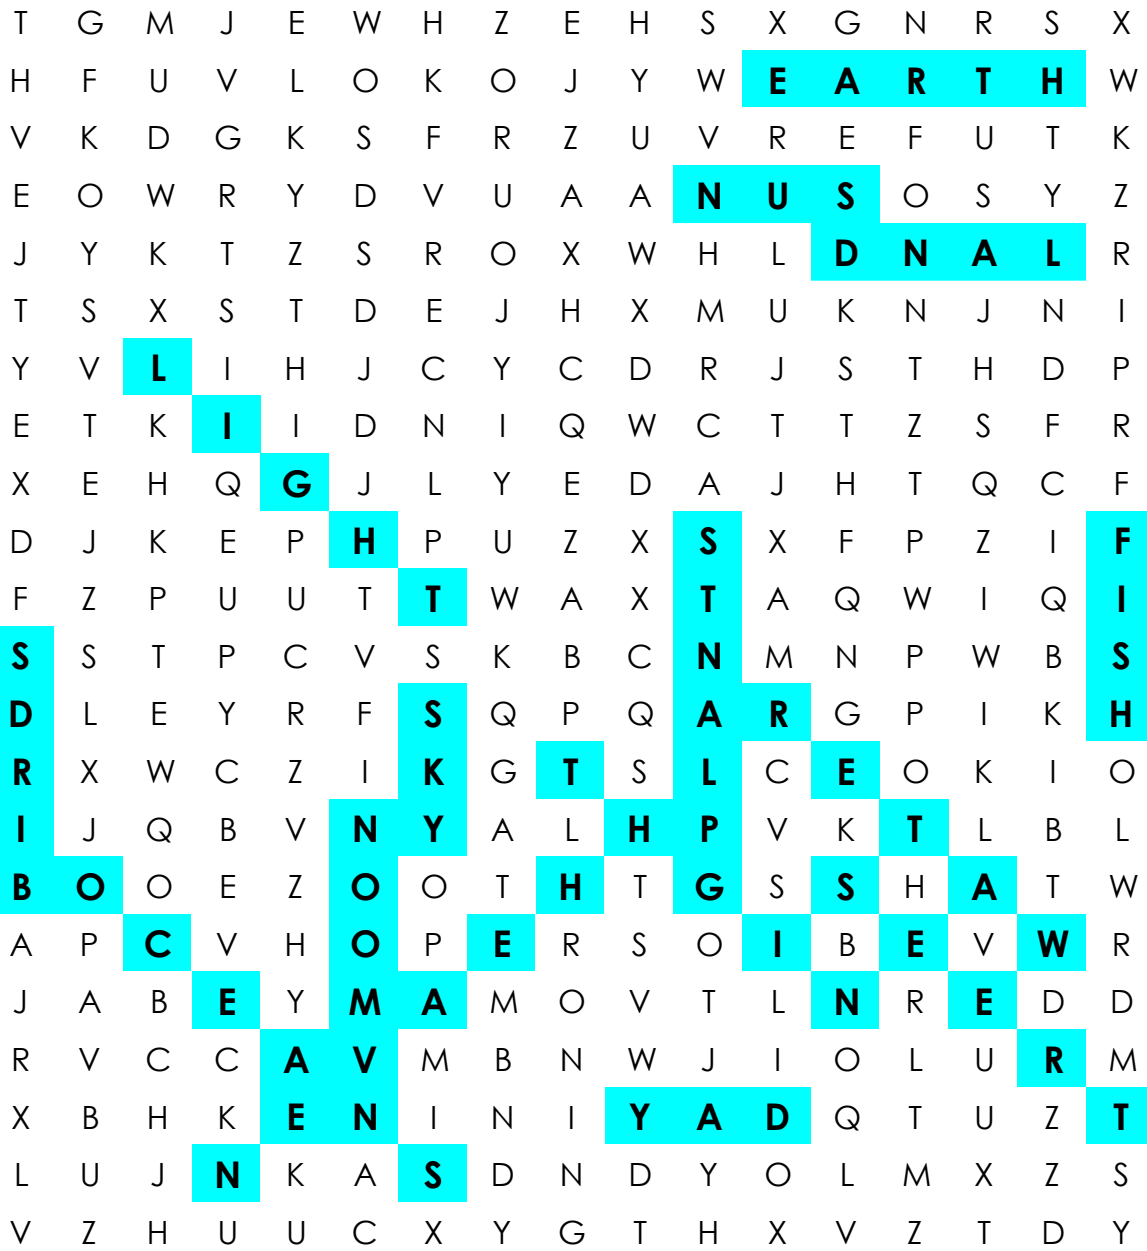 T G M J E W H Z E H S X G N R S X
H F U V L O K O J Y W E A R T H W
V K D G K S F R Z U V R E F U T K
E O W R Y D V U A A N U S O S Y Z
J Y K T Z S R O X W H L D N A L R
T S X S T D E J H X M U K N J N I
Y V L I H J C Y C D R J S T H D P
E T K I I D N I Q W C T T Z S F R
X E H Q G J L Y E D A J H T Q C F
D J K E P H P U Z X S X F P Z I F
F Z P U U T T W A X T A Q W I Q I
S S T P C V S K B C N M N P W B S
D L E Y R F S Q P Q A R G P I K H
R X W C Z I K G T S L C E O K I O
I J Q B V N Y A L H P V K T L B L
B O O E Z O O T H T G S S H A T W
A P C V H O P E R S O I B E V W R
J A B E Y M A M O V T L N R E D D
R V C C A V M B N W J I O L U R M
X B H K E N I N I Y A D Q T U Z T
L U J N K A S D N D Y O L M X Z S
V Z H U U C X Y G T H X V Z T D Y